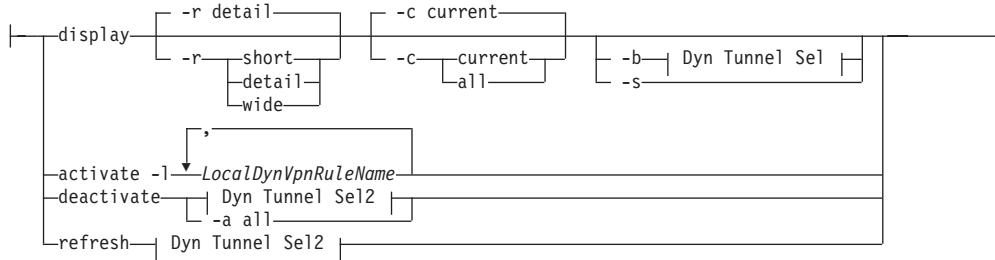 -r detail -c current
display
-r short -c current -b Dyn Tunnel Sel
detail all -s
wide
,
activate -l LocalDynVpnRuleName
deactivate Dyn Tunnel Sel2
-a all
refresh Dyn Tunnel Sel2